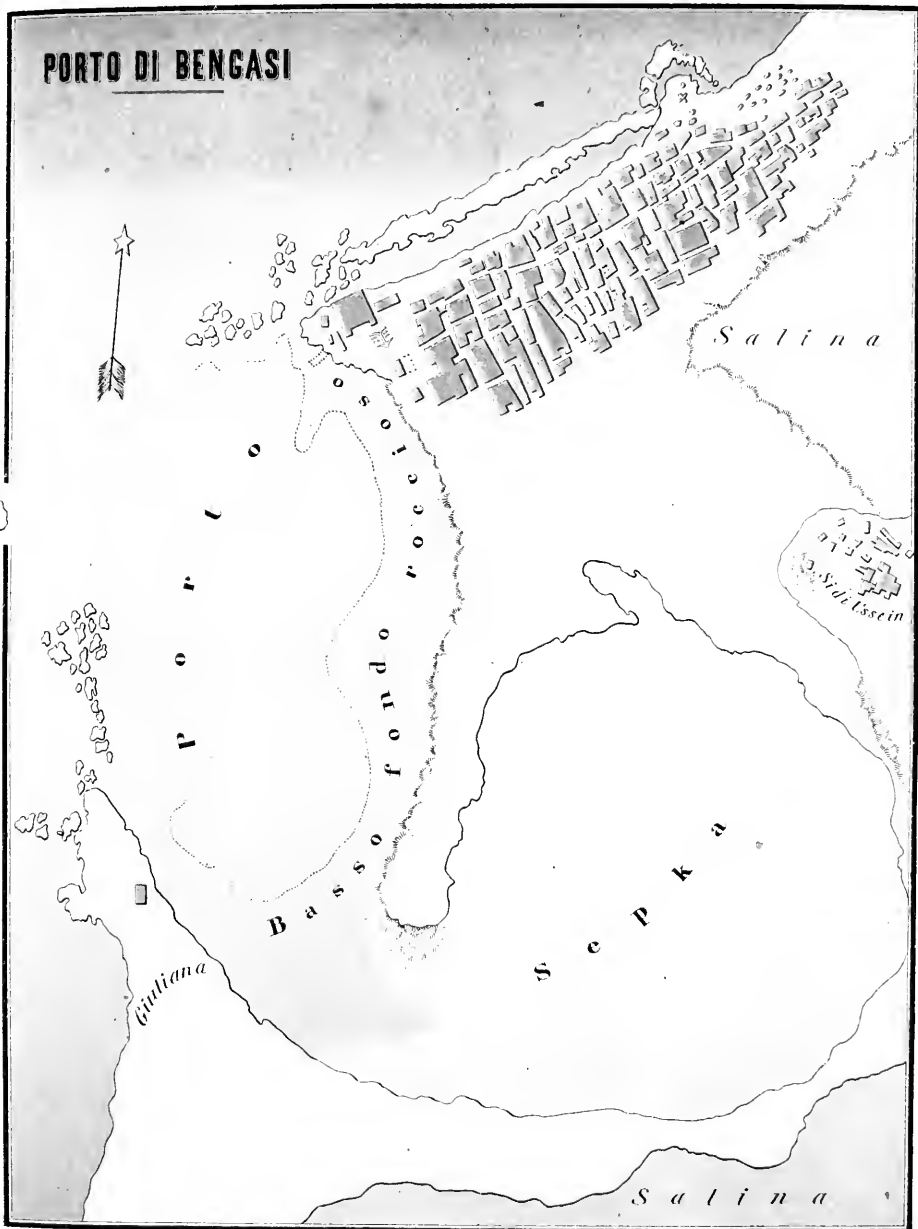 PORTO DI BENGASI
Salina
Porto
Basso fondo roccioso
Sidi Ussein
Sepka
Giuliana
Salina